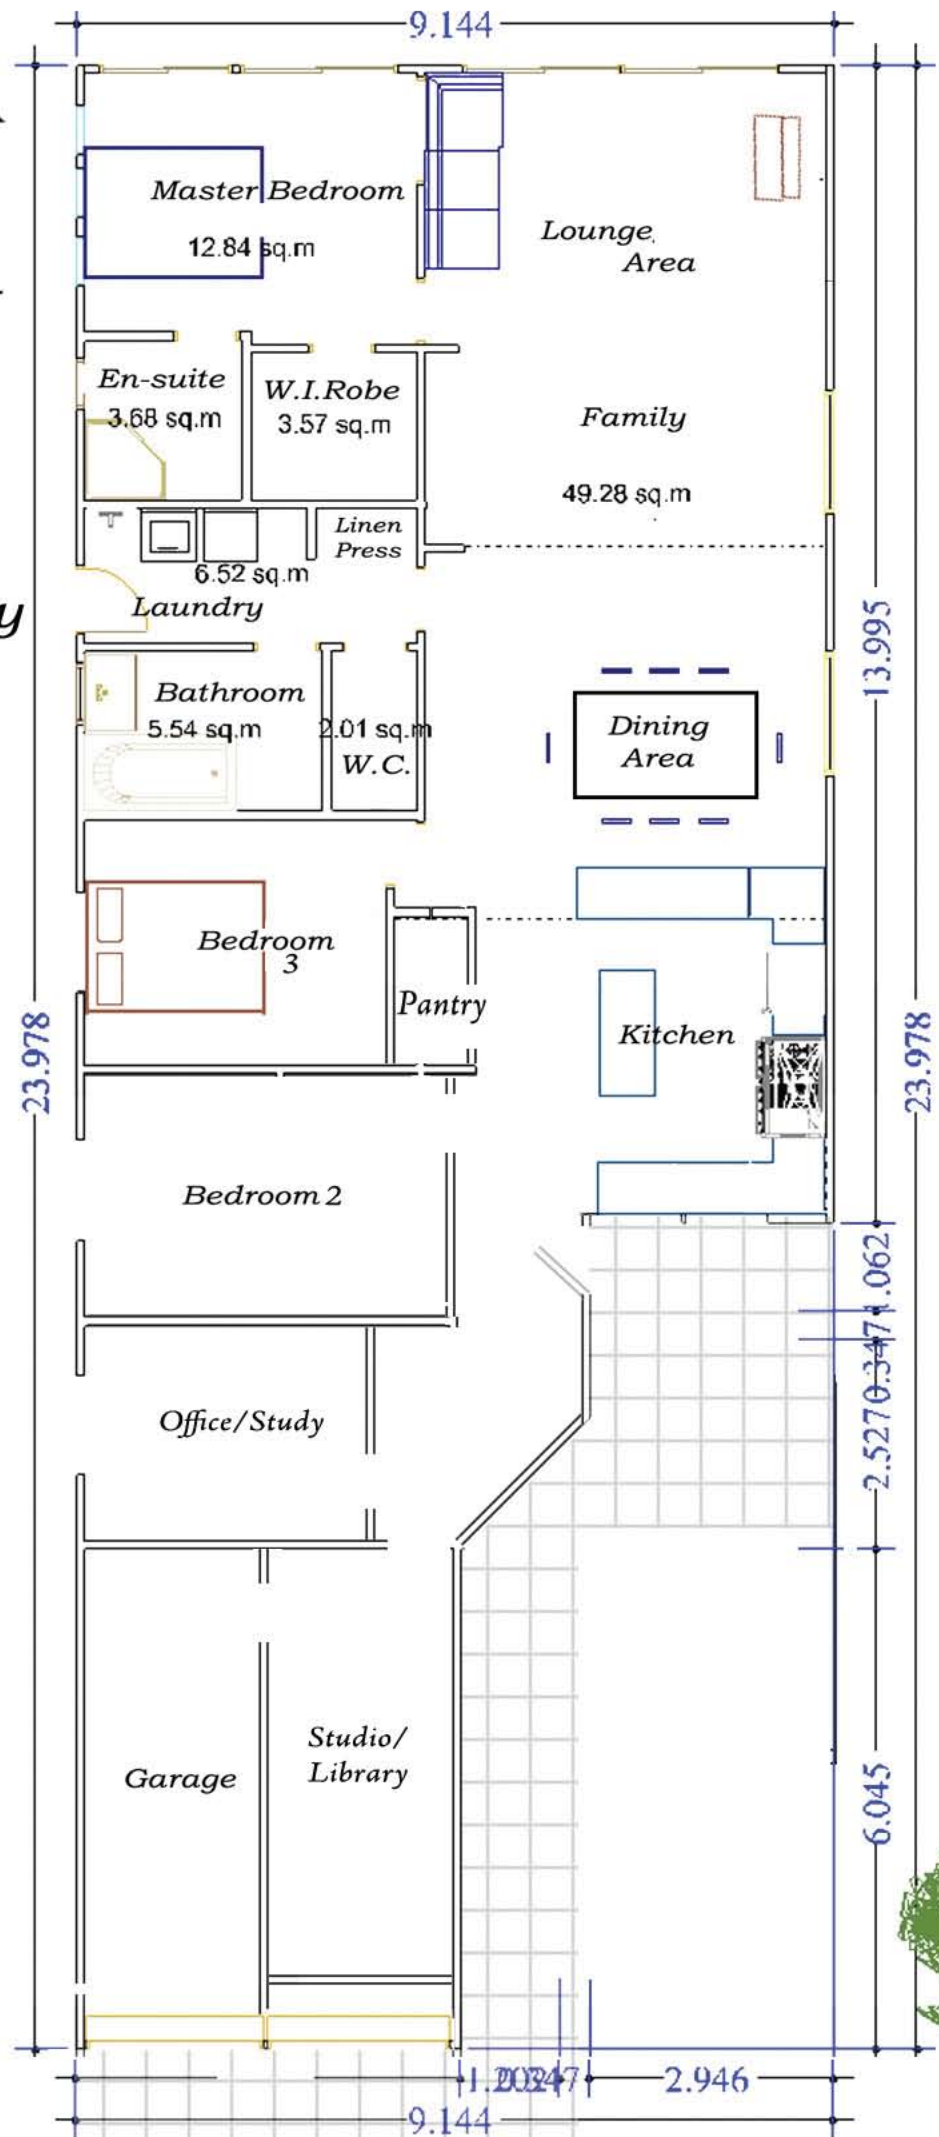 9.144
Master Bedroom
12.84 sq.m
Lounge
Area
En-suite
3.68 sq.m
W.I.Robe
3.57 sq.m
Family
49.28 sq.m
Linen
Press
6.52 sq.m
Laundry
y
13.995
Bathroom
5.54 sq.m
2.01 sq.m
W.C.
Dining
Area
Bedroom
3
Pantry
Kitchen
23.978
23.978
Bedroom 2
1.062
0.347
2.527
Office/Study
Studio/
Library
Garage
6.045
2.946
9.144